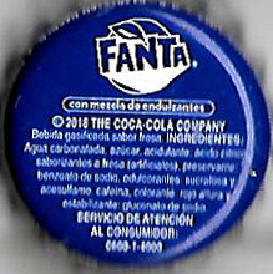 FANTA
con mezcla de endulzantes
© 2018 THE COCA-COLA COMPANY
Bebida gasificada sabor fresa. INGREDIENTES:
Agua carbonatada, azúcar, acidulante: ácido cítrico
saborizantes a fresa (artificiales), preservante
benzoato de sodio, edulcorantes: sucralosa y
acesulfamo, cafeína, colorante: rojo allura y
estabilizante: gluconato de sodio.
SERVICIO DE ATENCIÓN
AL CONSUMIDOR:
0800-1-